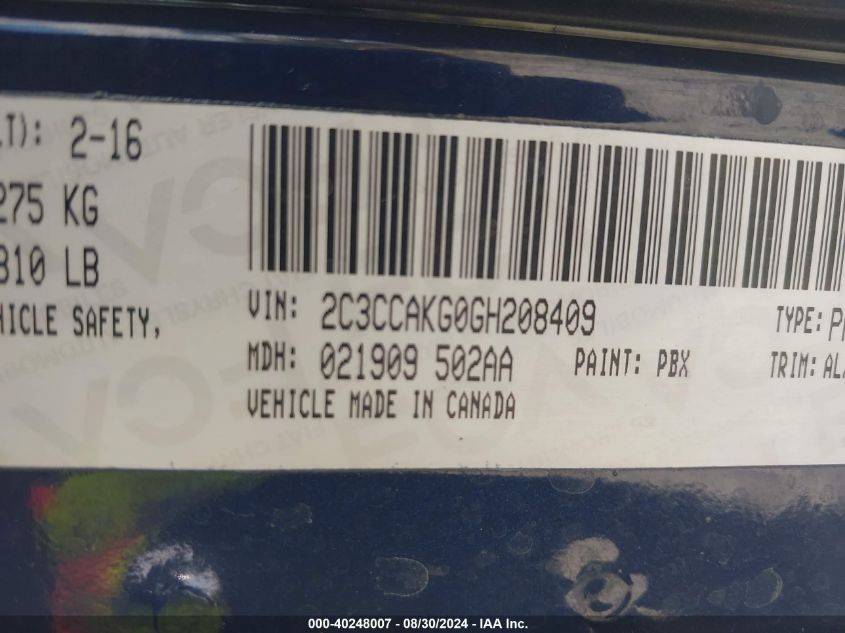 LT): 2-16
275 KG
810 LB
HICLE SAFETY,
VIN: 2C3CCAKG0GH208409
TYPE:
MDH: 021909 502AA
PAINT: PBX
TRIM:
VEHICLE MADE IN CANADA
000-40248007 - 08/30/2024 - IAA Inc.